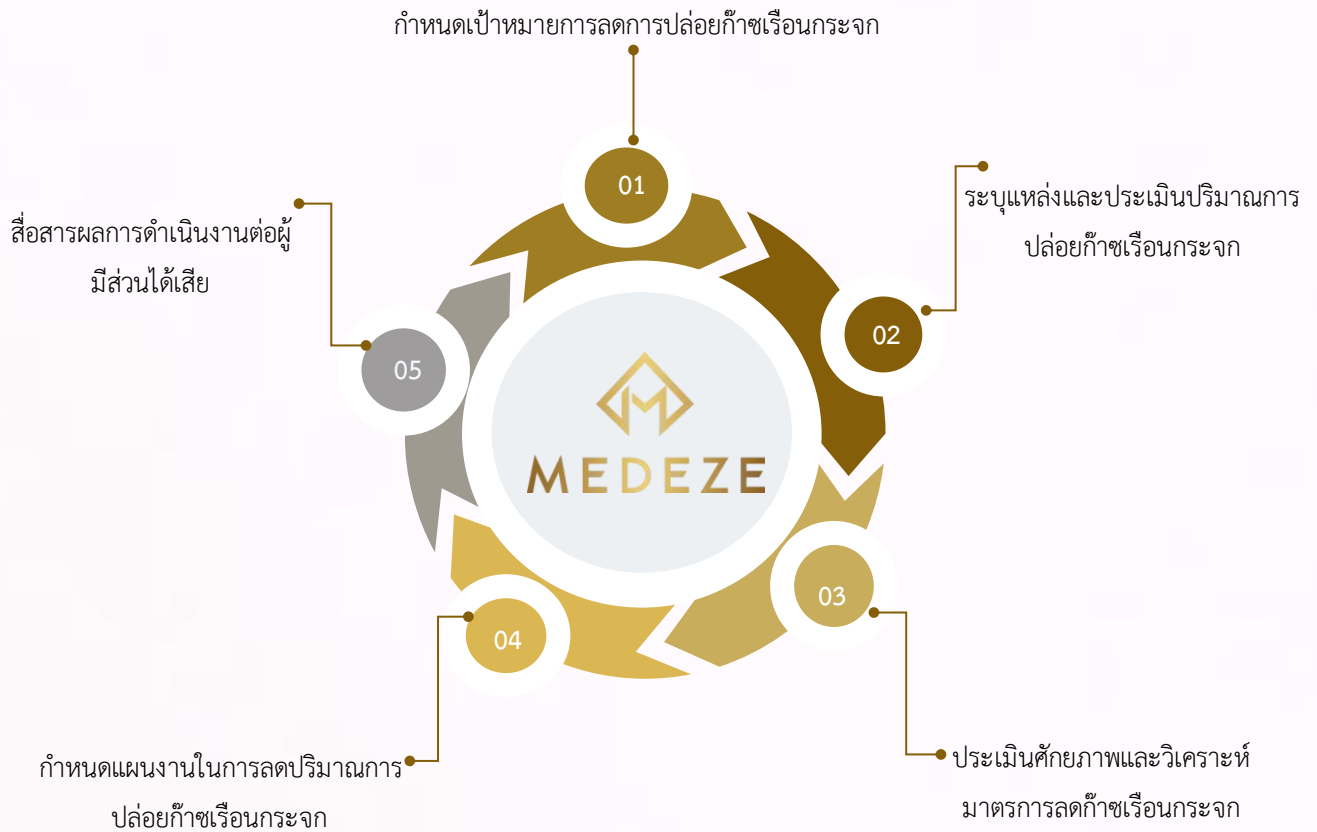 กำหนดเป้าหมายการลดการปล่อยก๊าซเรือนกระจก
01
ระบุแหล่งและประเมินปริมาณการ
ปล่อยก๊าซเรือนกระจก
02
ประเมินศักยภาพและวิเคราะห์
มาตรการลดก๊าซเรือนกระจก
03
กำหนดแผนงานในการลดปริมาณการ
ปล่อยก๊าซเรือนกระจก
04
สื่อสารผลการดำเนินงานต่อผู้
มีส่วนได้เสีย
05
MEDEZE